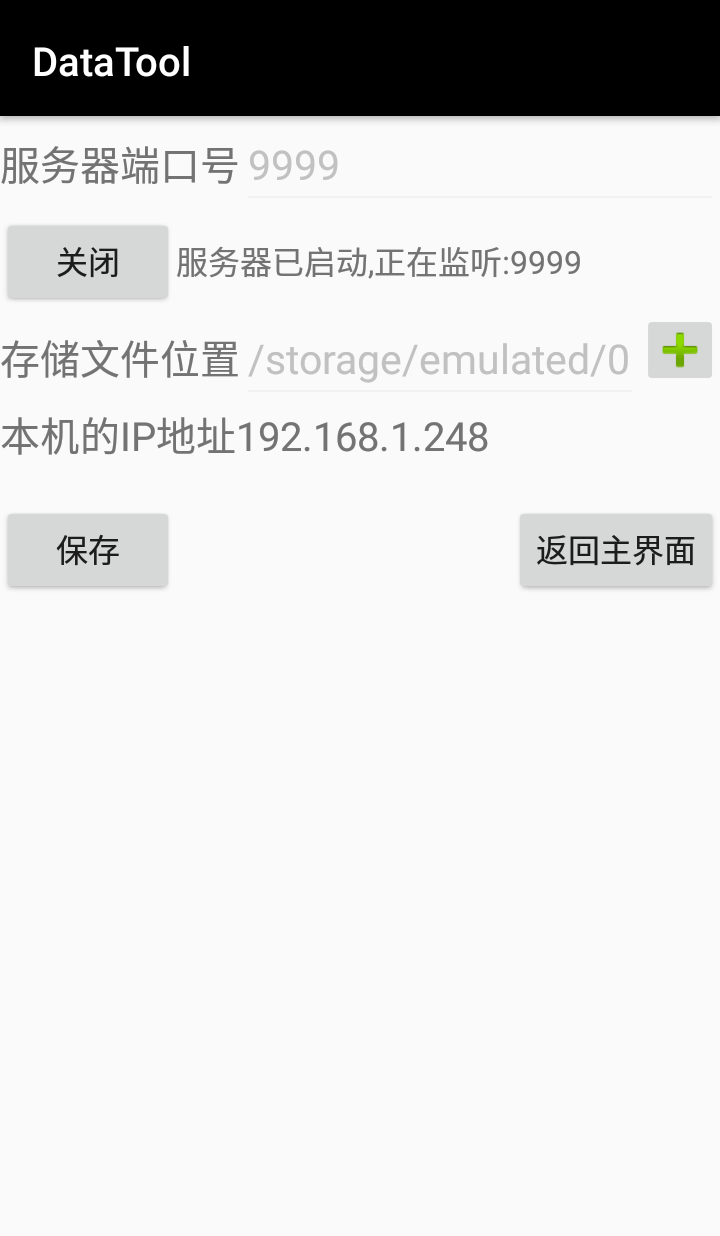 DataTool
服务器端口号 9999
关闭 服务器已启动,正在监听:9999
存储文件位置 /storage/emulated/0
本机的IP地址192.168.1.248
保存 返回主界面